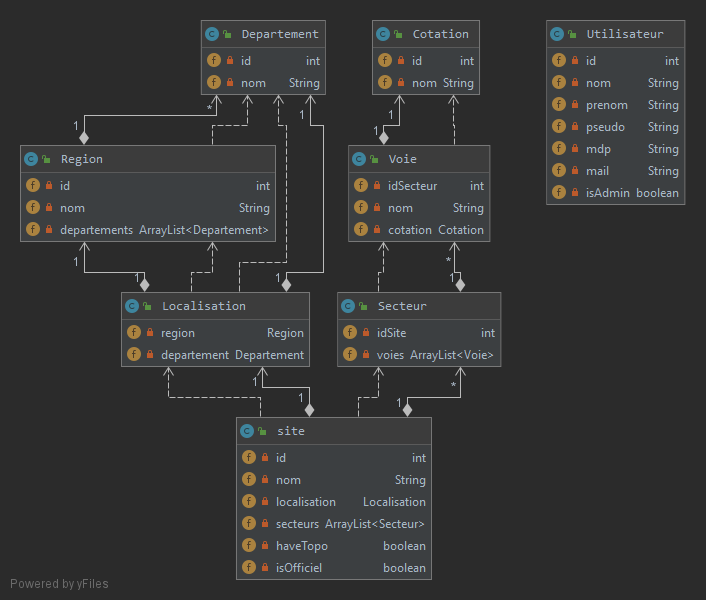 Departement
id int
nom String
Cotation
id int
nom String
Utilisateur
id int
nom String
prenom String
pseudo String
mdp String
mail String
isAdmin boolean
* 1 1
1 1
Region
id int
nom String
departements ArrayList<Departement>
Voie
idSecteur int
nom String
cotation Cotation
1 *
1 1 1
Localisation
region Region
departement Departement
Secteur
idSite int
voies ArrayList<Voie>
1 *
1 1
site
id int
nom String
localisation Localisation
secteurs ArrayList<Secteur>
haveTopo boolean
isOfficiel boolean
Powered by yFiles